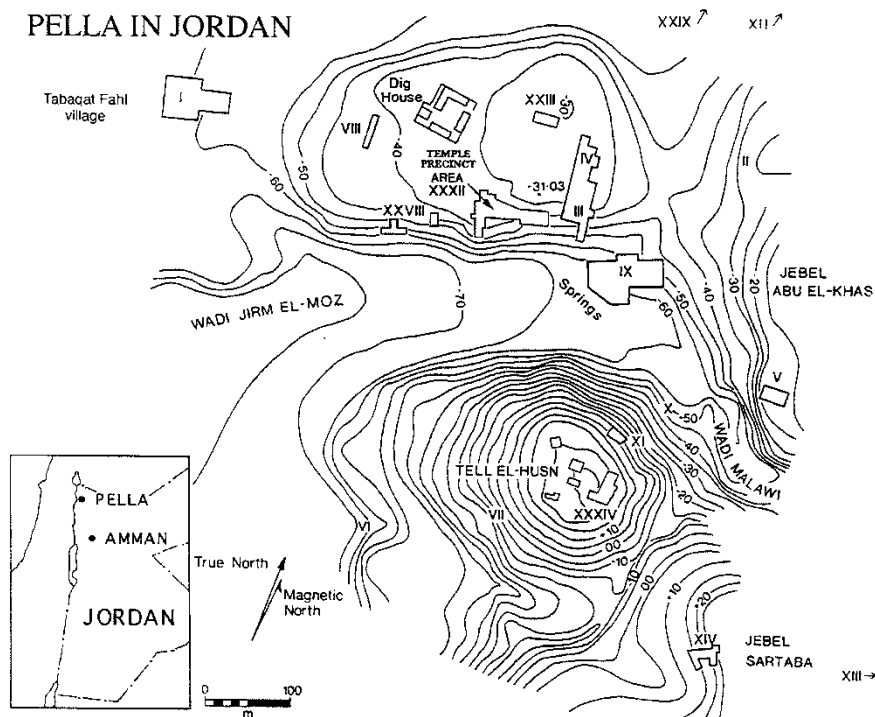 PELLA IN JORDAN
XXIX
XII
I
Tabaqat Fahl
village
Dig
House
XXIII
-50
VIII
-40
TEMPLE
PRECINCT
AREA
XXXII
IV
II
-60
-50
-31·03
XXVIII
III
IX
JEBEL
ABU EL-KHAS
-20
-30
-40
-50
-60
Springs
-70
WADI JIRM EL-MOZ
V
X
-50
-40
-30
-20
WADI MALAWI
XI
TELL EL-HUSN
XXXIV
VII
VI
+10
00
-10
-10
00
+10
+20
PELLA
AMMAN
JORDAN
True North
Magnetic
North
XIV
JEBEL
SARTABA
XIII
0
100
m